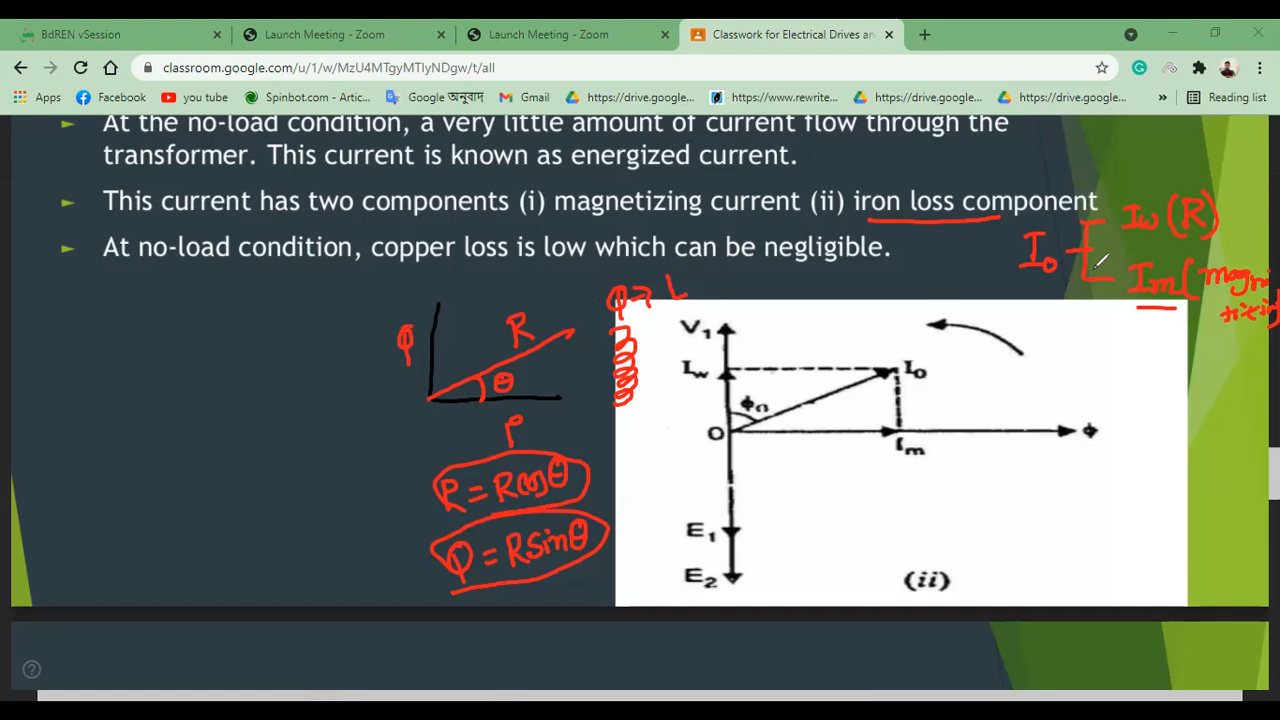 BdREN vSession
Launch Meeting - Zoom
Launch Meeting - Zoom
Classwork for Electrical Drives an
classroom.google.com/u/1/w/MzU4MTgyMTIyNDgw/t/all
Apps
Facebook
you tube
Spinbot.com - Artic...
Google অনুবাদ
Gmail
https://drive.google...
https://www.rewrite...
https://drive.google...
https://drive.google...
»
Reading list
At the no-load condition, a very little amount of current flow through the
transformer. This current is known as energized current.
This current has two components (i) magnetizing current (ii) iron loss component
At no-load condition, copper loss is low which can be negligible.
I₀
Iw (R)
Im (
R
θ
φ → L
P = Rcosθ
φ = Rsinθ
V₁
Iw
I₀
O
Im
ϕ
E₁
E₂
(ii)